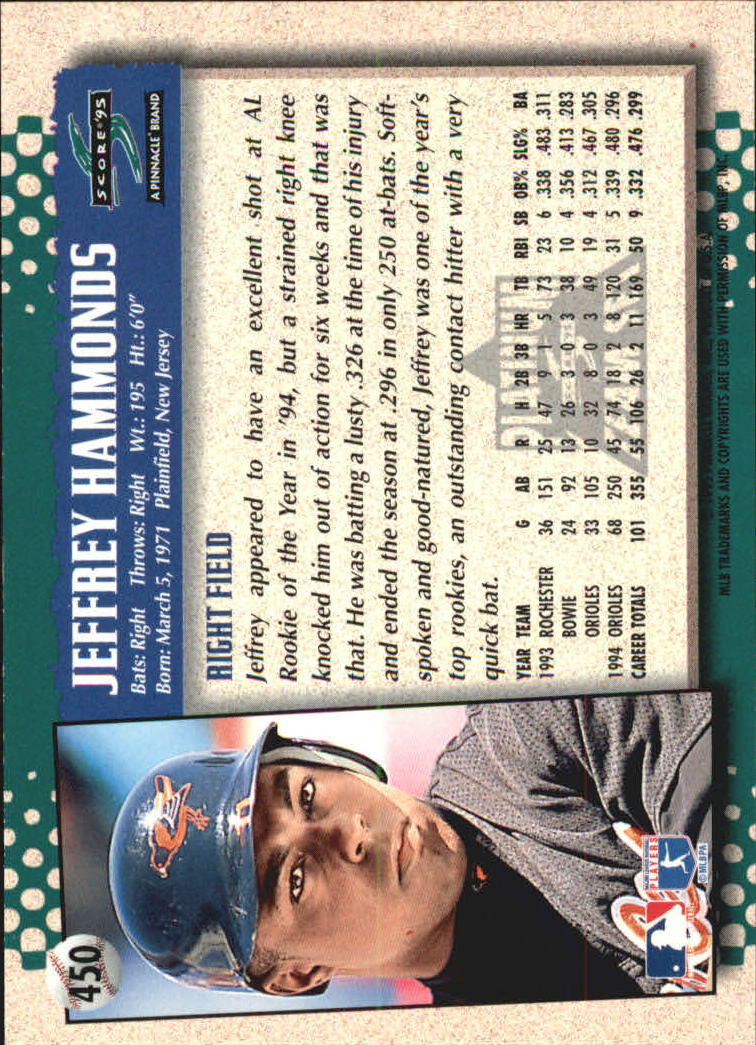 450
JEFFREY HAMMONDS
Bats: Right Throws: Right Wt.: 195 Ht.: 6'0"
Born: March 5, 1971 Plainfield, New Jersey
SCORE '95
A PINNACLE BRAND
RIGHT FIELD
Jeffrey appeared to have an excellent shot at AL
Rookie of the Year in '94, but a strained right knee
knocked him out of action for six weeks and that was
that. He was batting a lusty .326 at the time of his injury
and ended the season at .296 in only 250 at-bats. Soft-
spoken and good-natured, Jeffrey was one of the year's
top rookies, an outstanding contact hitter with a very
quick bat.
YEAR TEAM G AB R H 2B 3B HR TB RBI SB OB% SLG% BA
1993 ROCHESTER 36 151 25 47 9 1 5 73 23 6 .338 .483 .311
BOWIE 24 92 13 26 3 0 3 38 10 4 .356 .413 .283
ORIOLES 33 105 10 32 8 0 3 49 19 4 .312 .467 .305
1994 ORIOLES 68 250 45 74 18 2 8 120 31 5 .339 .480 .296
CAREER TOTALS 101 355 55 106 26 2 11 169 50 9 .332 .476 .299
PLATINUM
MLB TRADEMARKS AND COPYRIGHTS ARE USED WITH PERMISSION OF MLBP, INC.
PLAYERS
©MLBPA